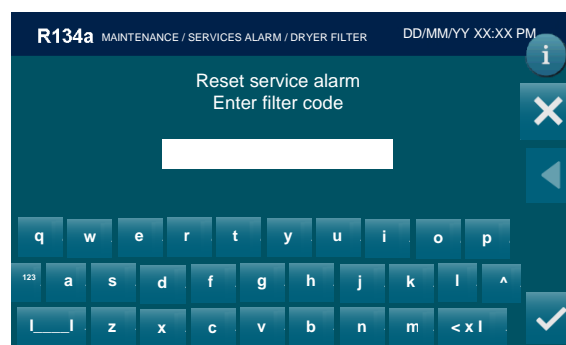 R134a MAINTENANCE / SERVICES ALARM / DRYER FILTER DD/MM/YY XX:XX PM
i
Reset service alarm
Enter filter code
q w e r t y u i o p
123 a s d f g h j k l ^
I____I z x c v b n m < x I